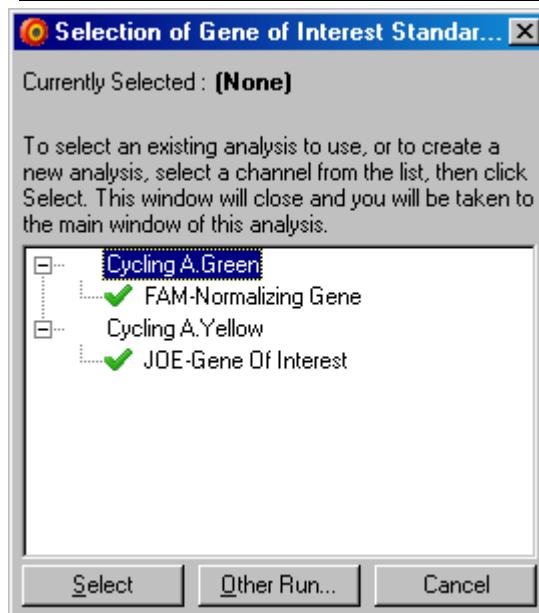 Selection of Gene of Interest Standar...
Currently Selected : (None)
To select an existing analysis to use, or to create a
new analysis, select a channel from the list, then click
Select. This window will close and you will be taken to
the main window of this analysis.
Cycling A.Green
FAM-Normalizing Gene
Cycling A.Yellow
JOE-Gene Of Interest
Select Other Run... Cancel